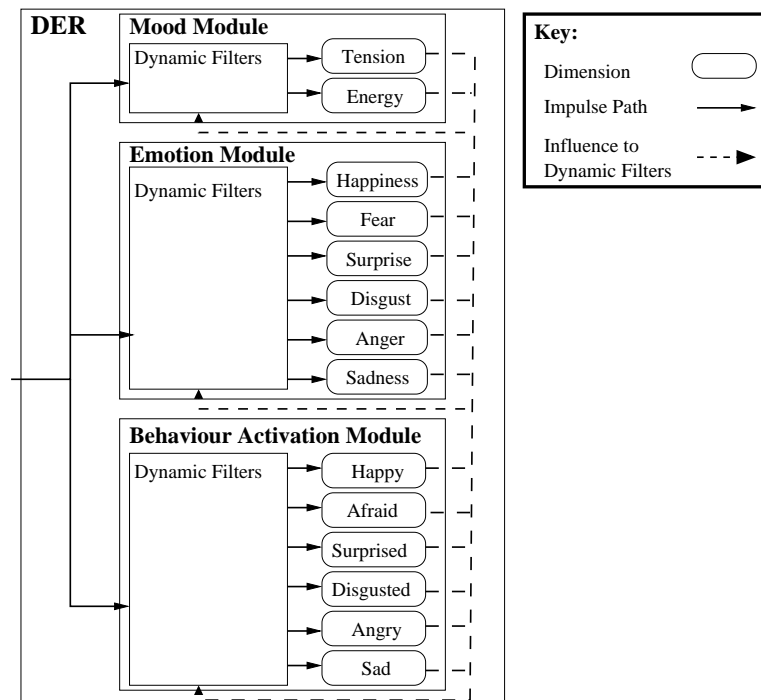 DER
Mood Module
Dynamic Filters
Tension
Energy
Emotion Module
Dynamic Filters
Happiness
Fear
Surprise
Disgust
Anger
Sadness
Behaviour Activation Module
Dynamic Filters
Happy
Afraid
Surprised
Disgusted
Angry
Sad
Key:
Dimension
Impulse Path
Influence to
Dynamic Filters